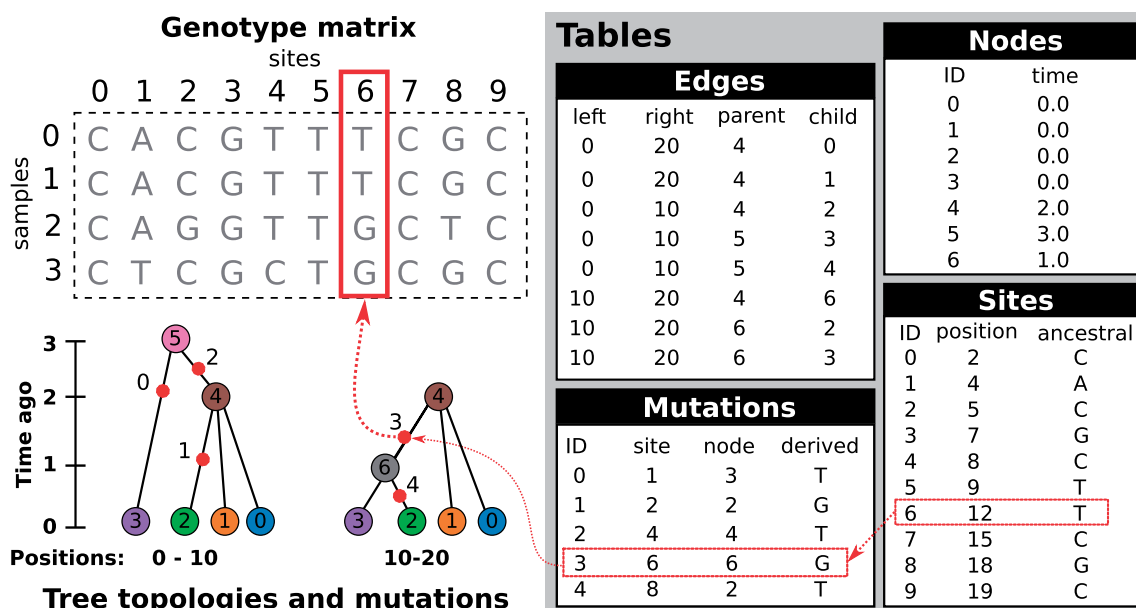 Genotype matrix
sites
0 1 2 3 4 5 6 7 8 9
samples
0 C A C G T T T C G C
1 C A C G T T T C G C
2 C A G G T T G C T C
3 C T C G C T G C G C
Time ago
3
2
1
0
5
2
0
4
1
3 2 1 0
4
3
6
4
3 2 1 0
Positions: 0 - 10 10-20
Tree topologies and mutations
Tables
Edges
left right parent child
0 20 4 0
0 20 4 1
0 10 4 2
0 10 5 3
0 10 5 4
10 20 4 6
10 20 6 2
10 20 6 3
Mutations
ID site node derived
0 1 3 T
1 2 2 G
2 4 4 T
3 6 6 G
4 8 2 T
Nodes
ID time
0 0.0
1 0.0
2 0.0
3 0.0
4 2.0
5 3.0
6 1.0
Sites
ID position ancestral
0 2 C
1 4 A
2 5 C
3 7 G
4 8 C
5 9 T
6 12 T
7 15 C
8 18 G
9 19 C